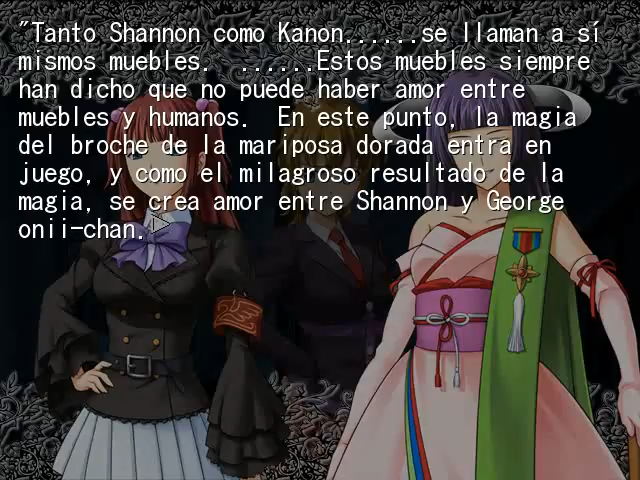 "Tanto Shannon como Kanon......se llaman a sí
mismos muebles.  ......Estos muebles siempre
han dicho que no puede haber amor entre
muebles y humanos.  En este punto, la magia
del broche de la mariposa dorada entra en
juego, y como el milagroso resultado de la
magia, se crea amor entre Shannon y George
onii-chan.